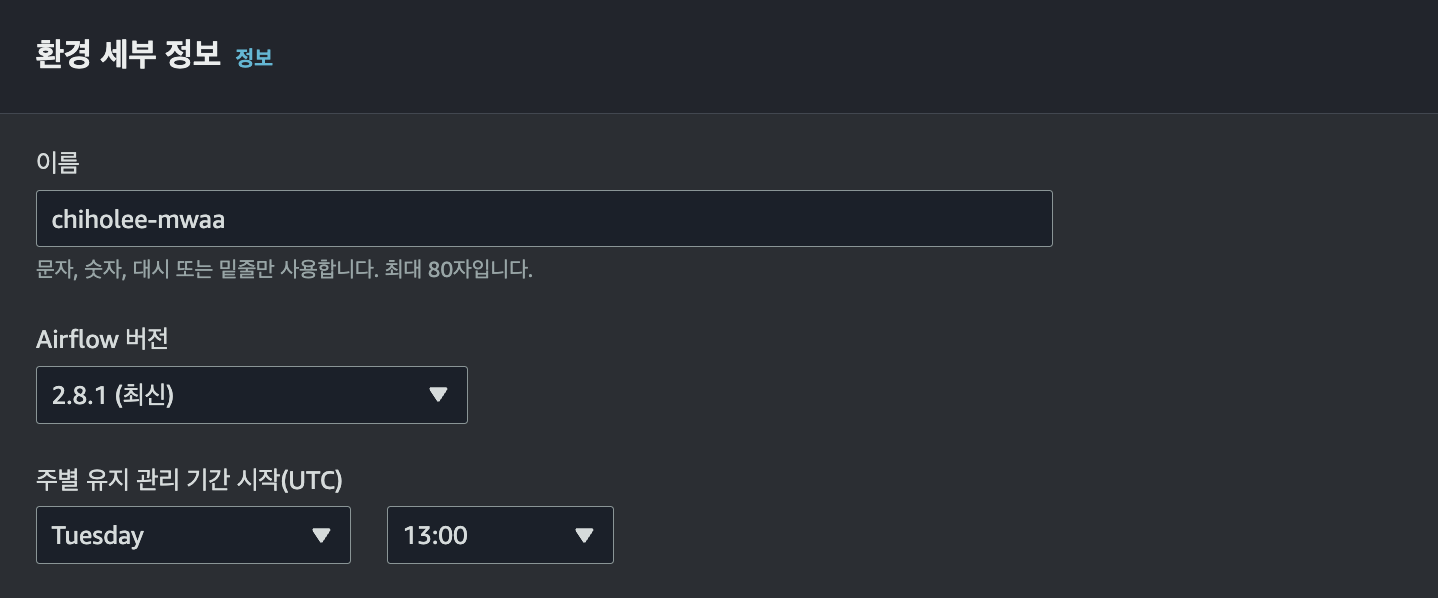 환경 세부 정보 정보
이름
chiholee-mwaa
문자, 숫자, 대시 또는 밑줄만 사용합니다. 최대 80자입니다.
Airflow 버전
2.8.1 (최신)
주별 유지 관리 기간 시작(UTC)
Tuesday 13:00